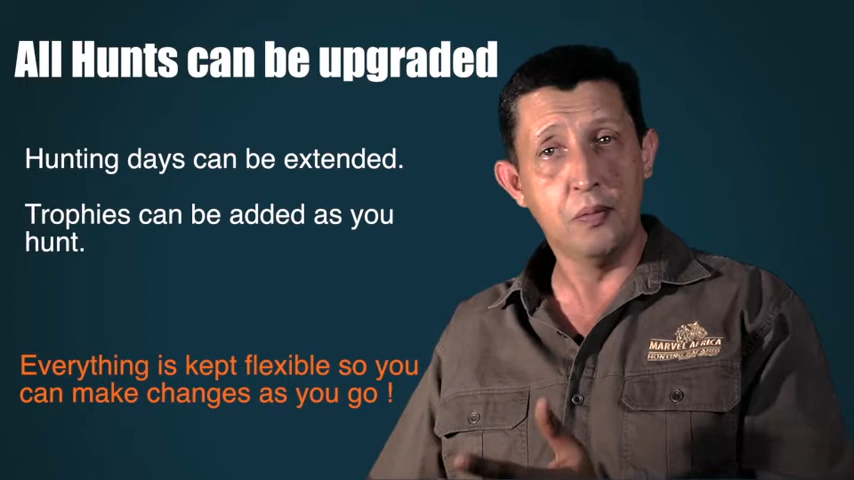 All Hunts can be upgraded
Hunting days can be extended.
Trophies can be added as you
hunt.
Everything is kept flexible so you
can make changes as you go !
MARVEL AFRICA
HUNTING SAFARIS